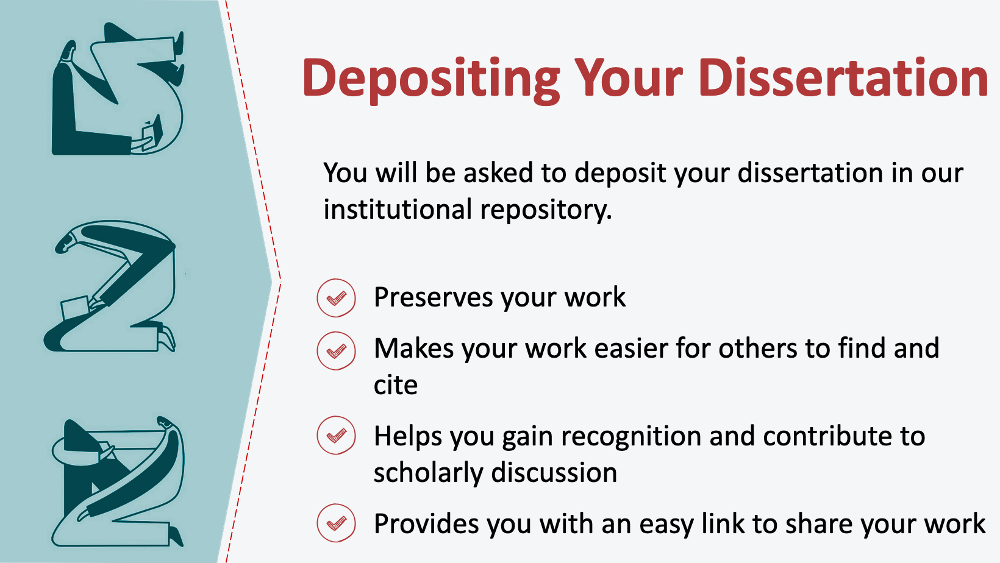 Depositing Your Dissertation
You will be asked to deposit your dissertation in our
institutional repository.
Preserves your work
Makes your work easier for others to find and
cite
Helps you gain recognition and contribute to
scholarly discussion
Provides you with an easy link to share your work